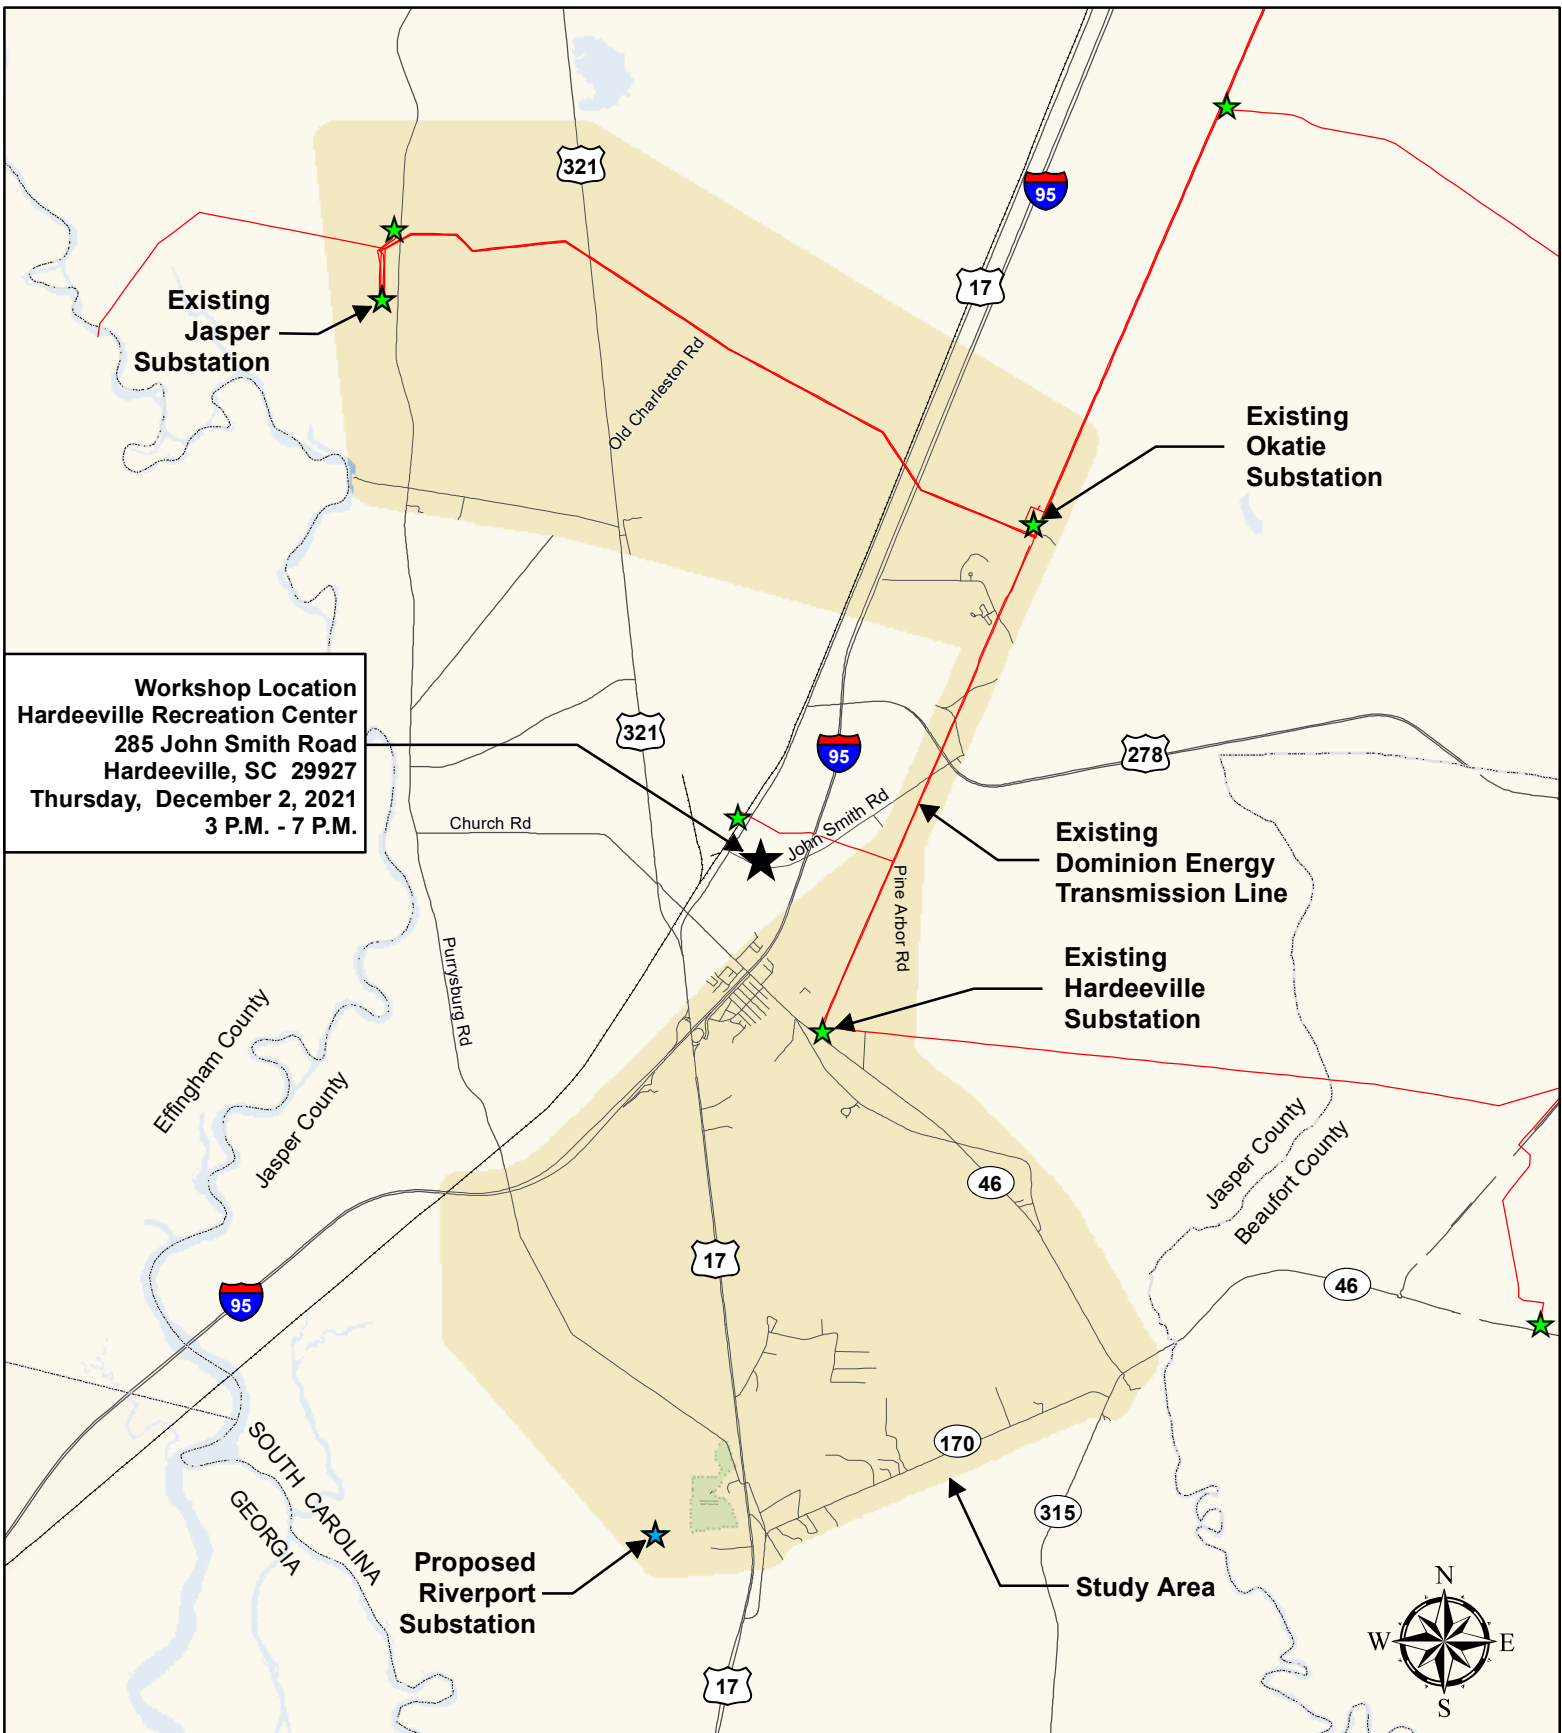 321
95
17
Existing
Jasper
Substation
Old Charleston Rd
Existing
Okatie
Substation
Workshop Location
Hardeeville Recreation Center
285 John Smith Road
Hardeeville, SC 29927
Thursday, December 2, 2021
3 P.M. - 7 P.M.
321
95
278
Church Rd
John Smith Rd
Existing
Dominion Energy
Transmission Line
Pine Arbor Rd
Purrysburg Rd
Existing
Hardeeville
Substation
Effingham County
Jasper County
Jasper County
Beaufort County
46
17
46
95
SOUTH CAROLINA
GEORGIA
170
315
Proposed
Riverport
Substation
Study Area
17
N
W
E
S